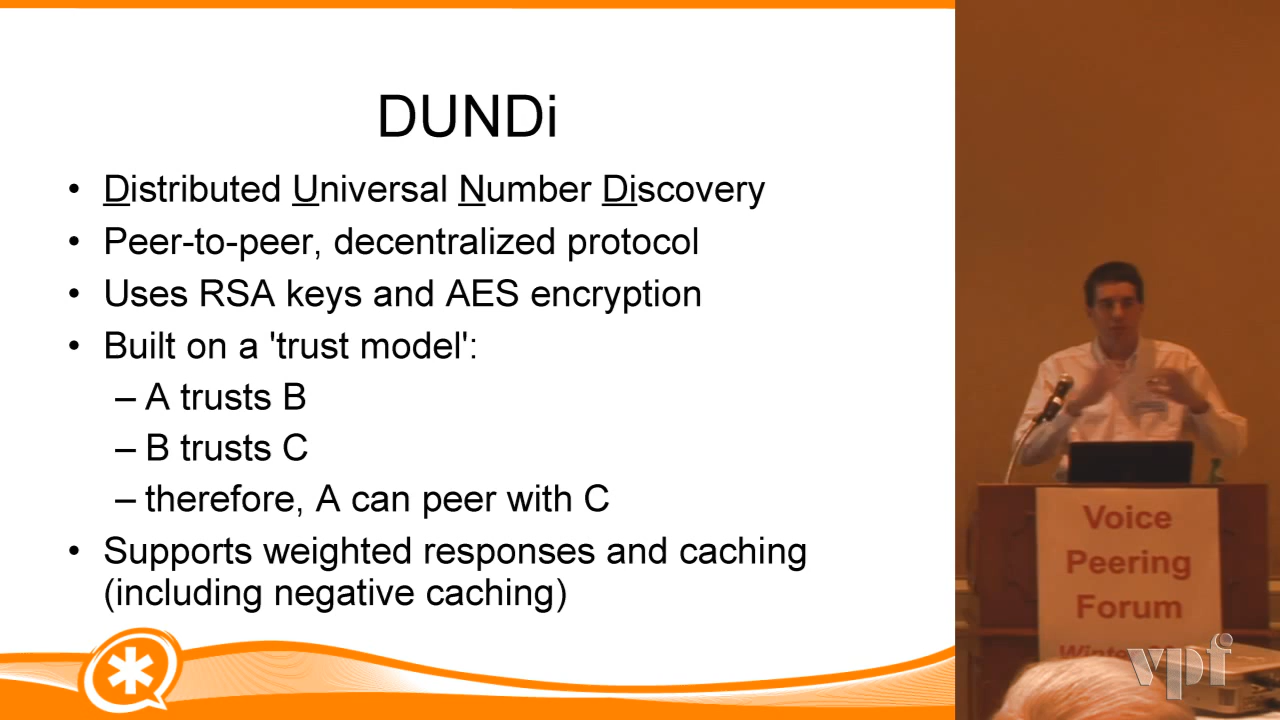 DUNDi
• Distributed Universal Number Discovery
• Peer-to-peer, decentralized protocol
• Uses RSA keys and AES encryption
• Built on a 'trust model':
– A trusts B
– B trusts C
– therefore, A can peer with C
• Supports weighted responses and caching
(including negative caching)
Voice
Peering
Forum
vpf